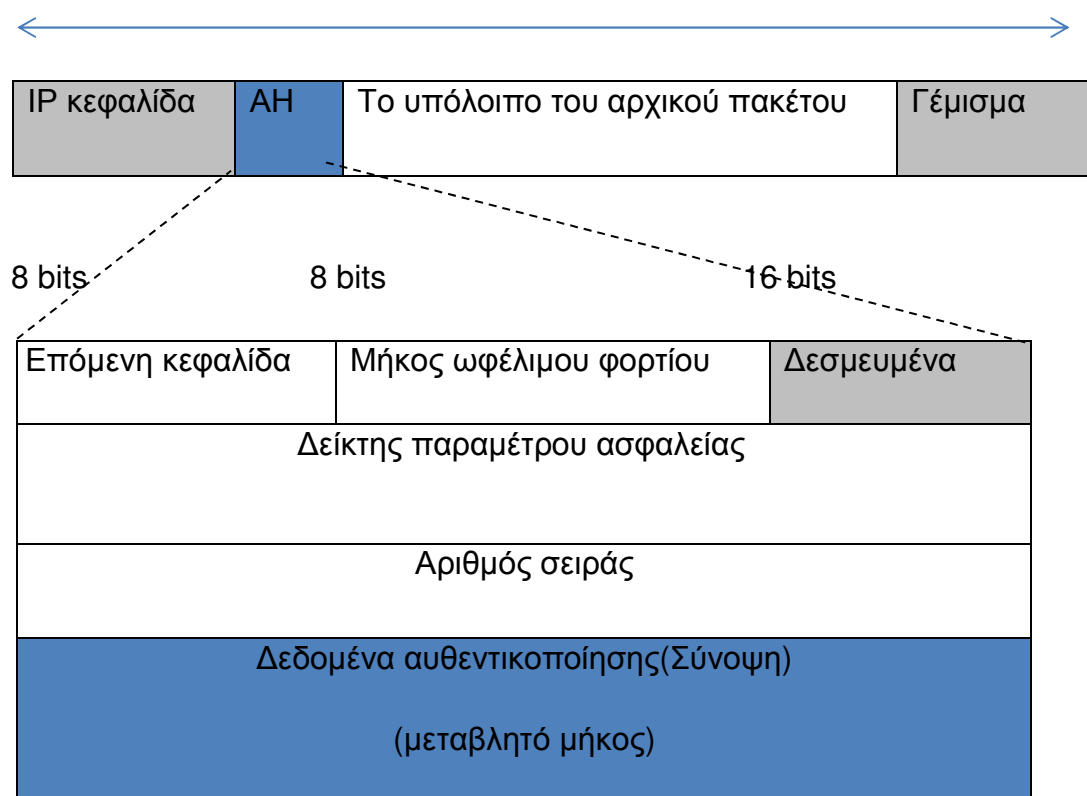 IP κεφαλίδα AH Το υπόλοιπο του αρχικού πακέτου Γέμισμα
8 bits 8 bits 16 bits
Επόμενη κεφαλίδα Μήκος ωφέλιμου φορτίου Δεσμευμένα
Δείκτης παραμέτρου ασφαλείας
Αριθμός σειράς
Δεδομένα αυθεντικοποίησης(Σύνοψη)
(μεταβλητό μήκος)